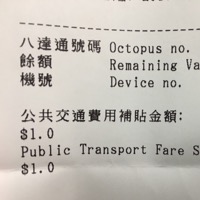 八達通號碼 Octopus no.
餘額 Remaining Va
機號 Device no.
公共交通費用補貼金額:
$1.0
Public Transport Fare S
$1.0